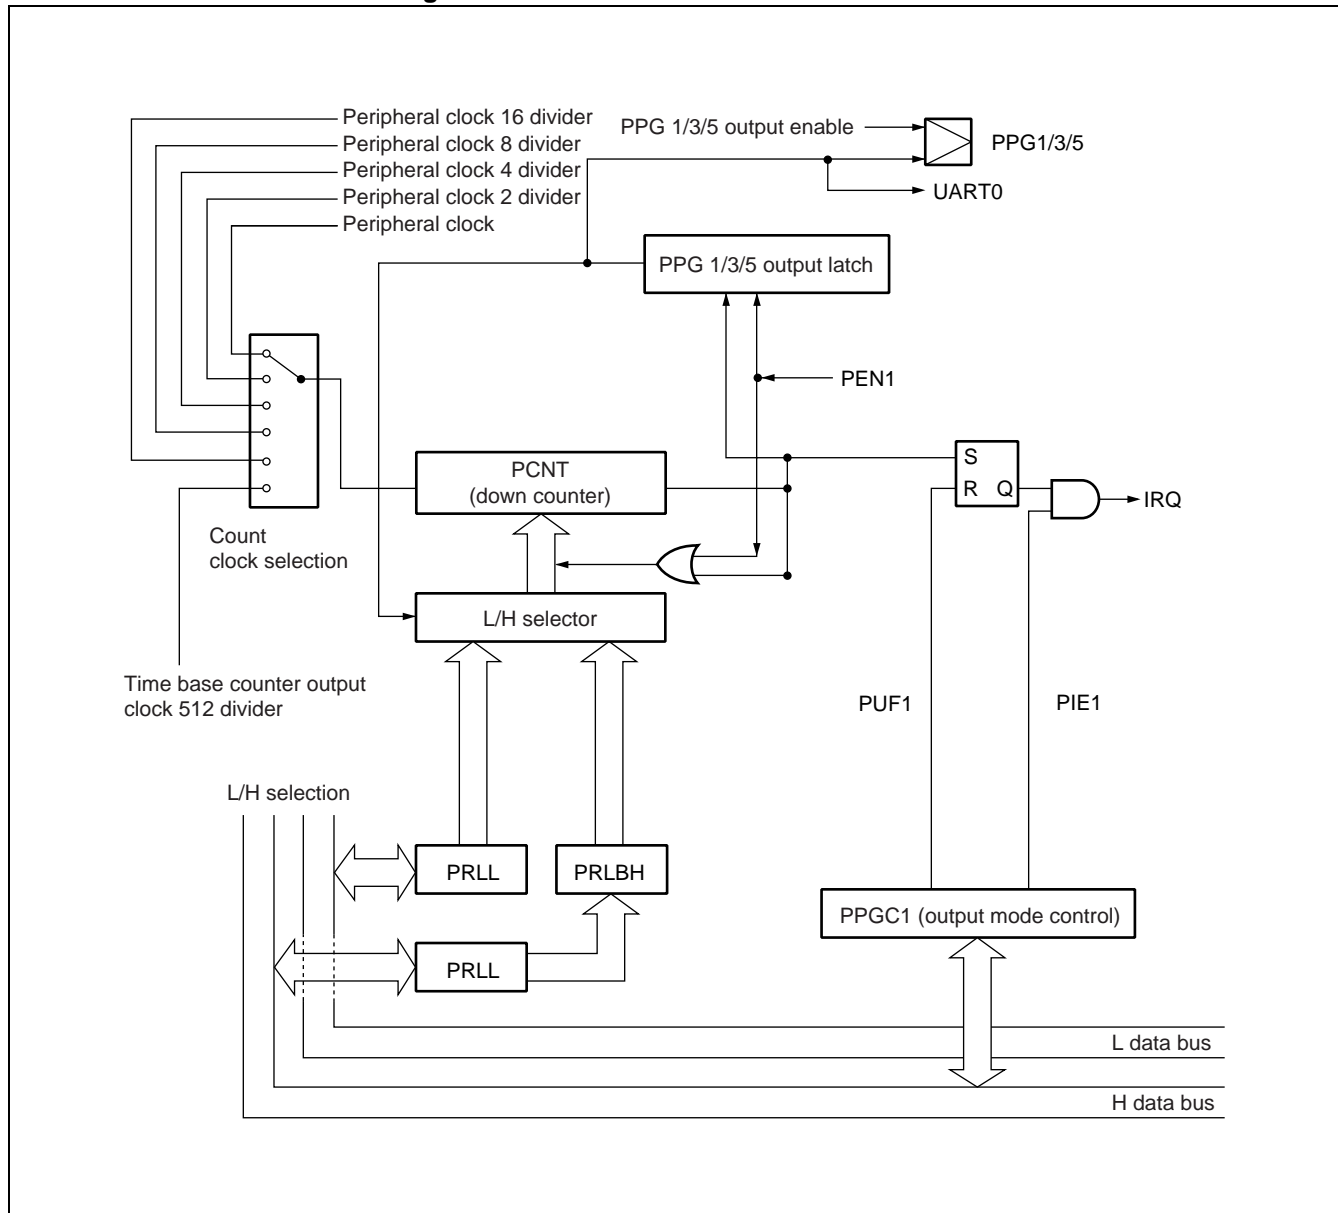 Peripheral clock 16 divider
Peripheral clock 8 divider
Peripheral clock 4 divider
Peripheral clock 2 divider
Peripheral clock
PPG 1/3/5 output enable
PPG1/3/5
UART0
PPG 1/3/5 output latch
PEN1
PCNT
(down counter)
S
R Q
IRQ
Count
clock selection
L/H selector
Time base counter output
clock 512 divider
PUF1
PIE1
L/H selection
PRLL
PRLBH
PPGC1 (output mode control)
PRLL
L data bus
H data bus